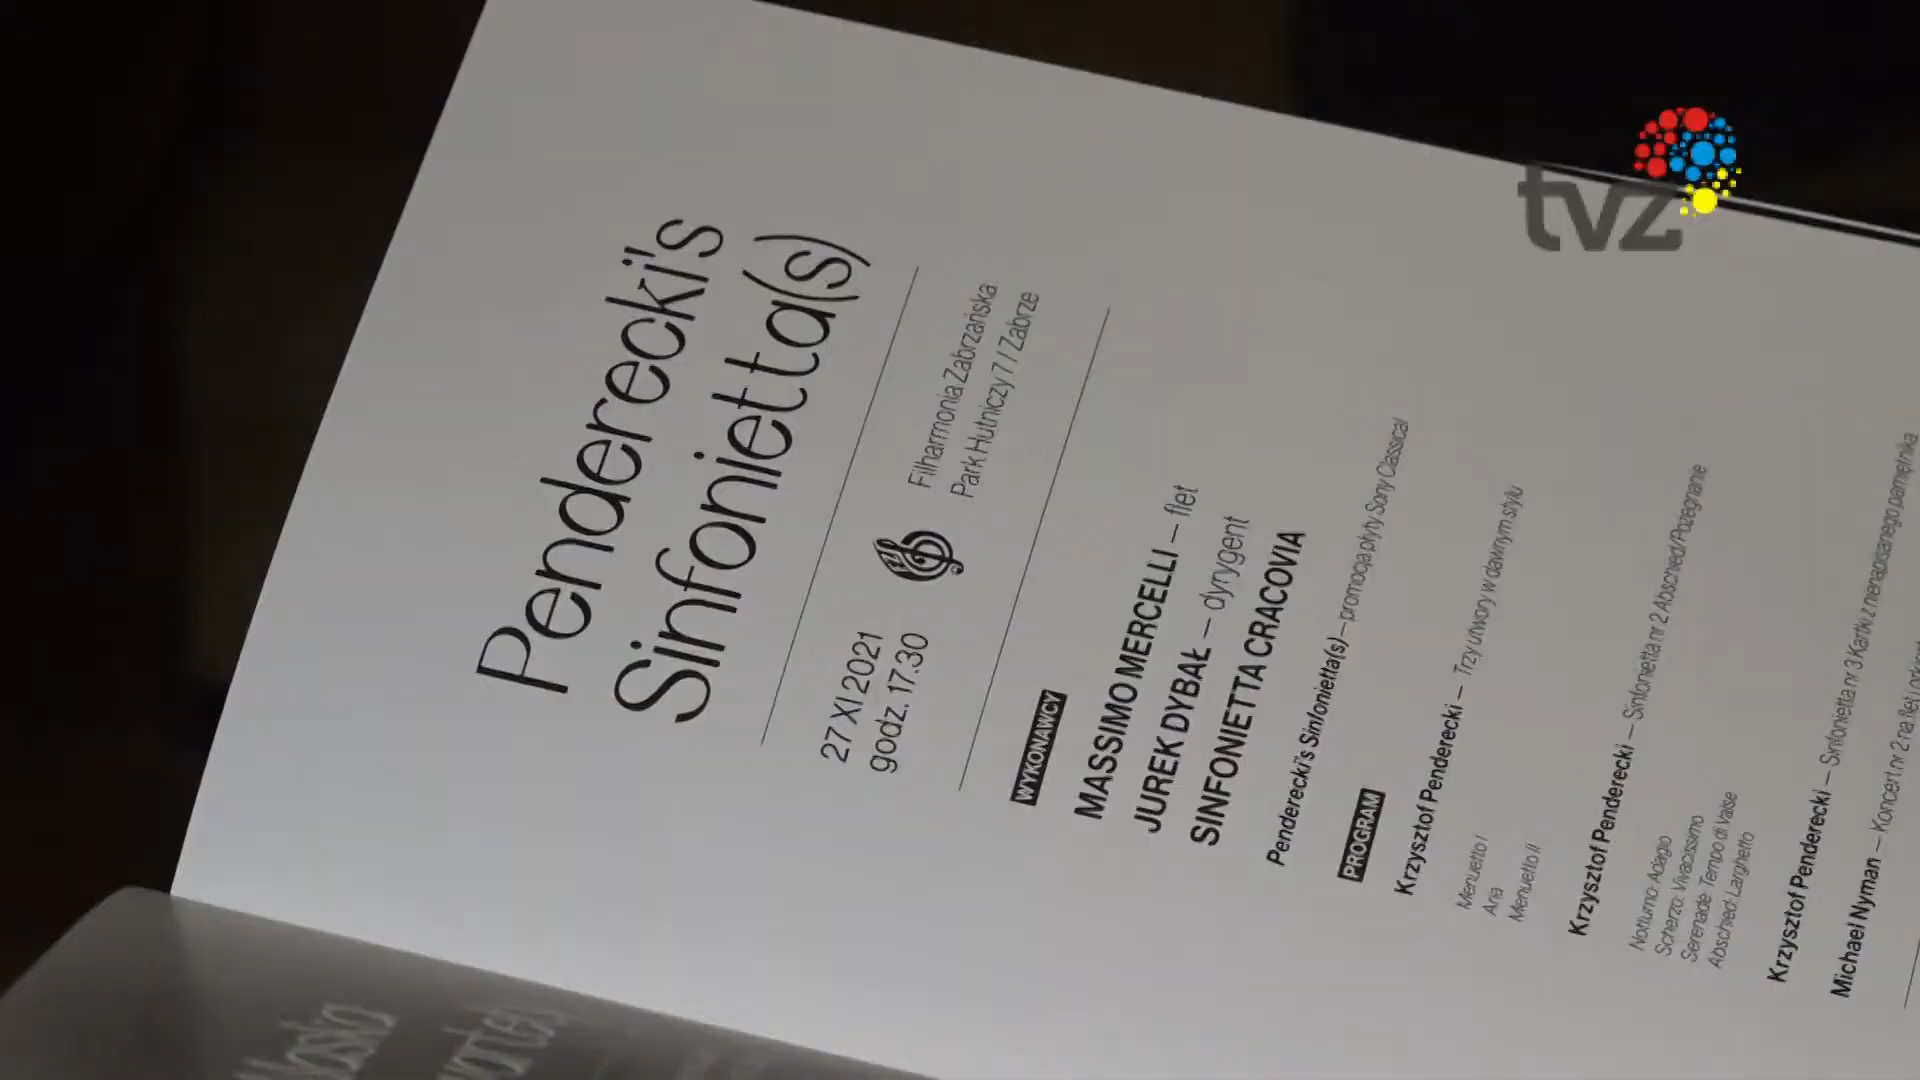 tvz
Penderecki's
Sinfonietta(s)
27 XI 2021
godz. 17.30
Filharmonia Zabrzańska
Park Hutniczy 7 / Zabrze
WYKONAWCY
MASSIMO MERCELLI – flet
JUREK DYBAŁ – dyrygent
SINFONIETTA CRACOVIA
Penderecki's Sinfonietta(s) – promocja płyty Sony Classical
PROGRAM
Krzysztof Penderecki – Trzy utwory w dawnym stylu
Menuetto I
Aria
Menuetto II
Krzysztof Penderecki – Sinfonietta nr 2 Abschied/Pożegnanie
Notturno: Adagio
Scherzo: Vivacissimo
Serenade: Tempo di Valse
Abschied: Larghetto
Krzysztof Penderecki – Sinfonietta nr 3 Kartki z nienapisanego pamiętnika
Michael Nyman – Koncert nr 2 na flet i